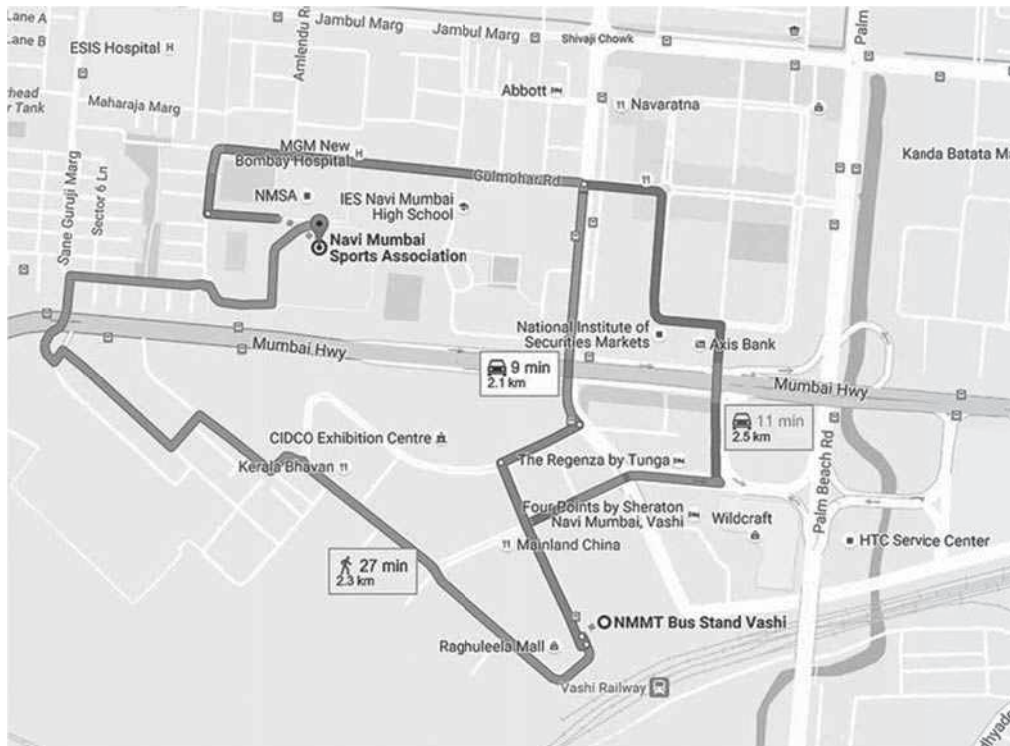 Lane A
Lane B
ESIS Hospital H
Amlendu R
Jambul Marg
Jambul Marg
Shivaji Chowk
Palm
rhead
r Tank
Maharaja Marg
Abbott
Navaratna
Kanda Batata Ma
MGM New
Bombay Hospital H
Gulmohar Rd
Sane Guruji Marg
Sector 6 Ln
NMSA
IES Navi Mumbai
High School
Navi Mumbai
Sports Association
National Institute of
Securities Markets
Axis Bank
Mumbai Hwy
Mumbai Hwy
9 min
2.1 km
11 min
2.5 km
CIDCO Exhibition Centre
Kerala Bhavan
The Regenza by Tunga
Palm Beach Rd
Four Points by Sheraton
Navi Mumbai, Vashi
Wildcraft
HTC Service Center
Mainland China
27 min
2.3 km
NMMT Bus Stand Vashi
Raghuleela Mall
Vashi Railway
hyade